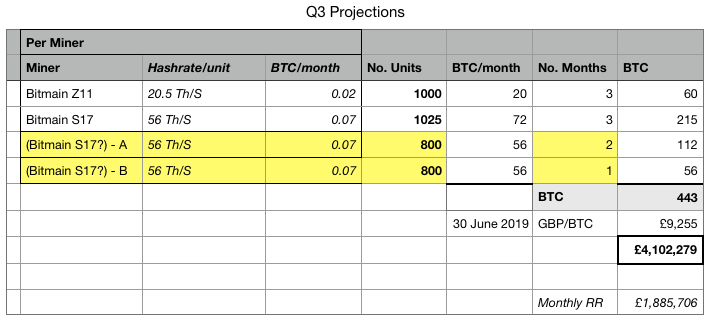 Q3 Projections
Per Miner
Miner Hashrate/unit BTC/month No. Units BTC/month No. Months BTC
Bitmain Z11 20.5 Th/S 0.02 1000 20 3 60
Bitmain S17 56 Th/S 0.07 1025 72 3 215
(Bitmain S17?) - A 56 Th/S 0.07 800 56 2 112
(Bitmain S17?) - B 56 Th/S 0.07 800 56 1 56
BTC 443
30 June 2019 GBP/BTC £9,255
£4,102,279
Monthly RR £1,885,706